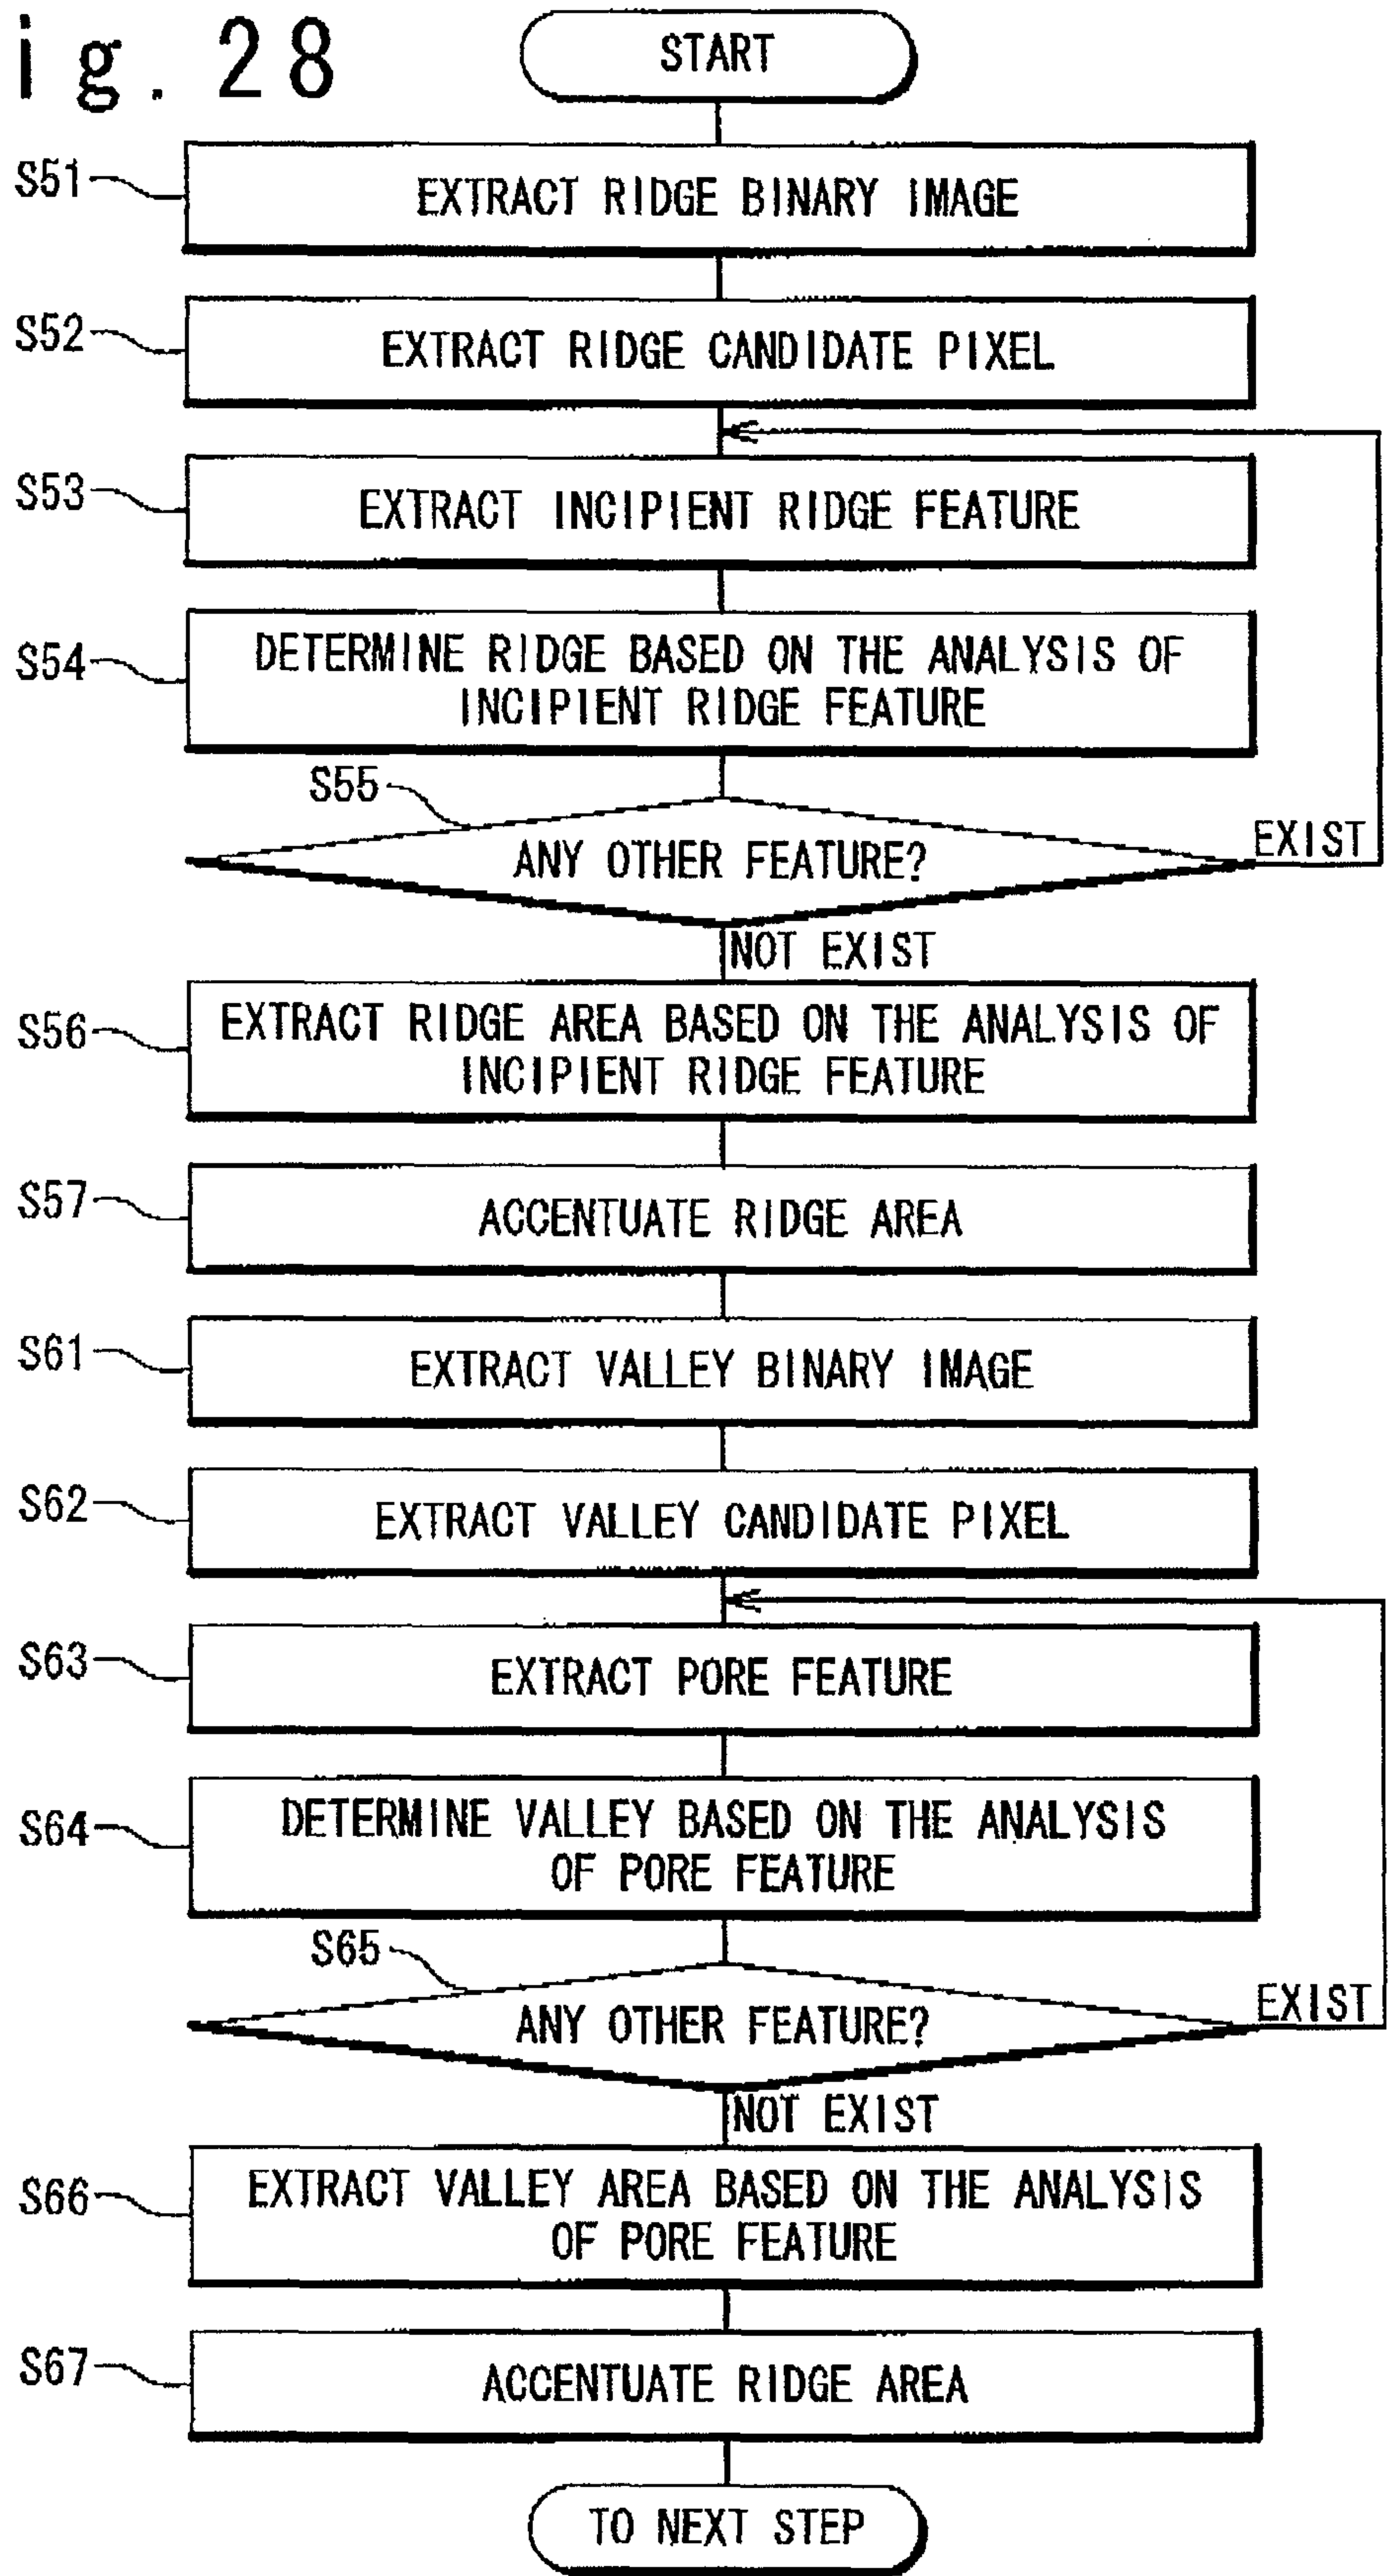 ig. 28
START
S51
EXTRACT RIDGE BINARY IMAGE
S52
EXTRACT RIDGE CANDIDATE PIXEL
S53
EXTRACT INCIPIENT RIDGE FEATURE
S54
DETERMINE RIDGE BASED ON THE ANALYSIS OF
INCIPIENT RIDGE FEATURE
S55
ANY OTHER FEATURE?
EXIST
NOT EXIST
S56
EXTRACT RIDGE AREA BASED ON THE ANALYSIS OF
INCIPIENT RIDGE FEATURE
S57
ACCENTUATE RIDGE AREA
S61
EXTRACT VALLEY BINARY IMAGE
S62
EXTRACT VALLEY CANDIDATE PIXEL
S63
EXTRACT PORE FEATURE
S64
DETERMINE VALLEY BASED ON THE ANALYSIS
OF PORE FEATURE
S65
ANY OTHER FEATURE?
EXIST
NOT EXIST
S66
EXTRACT VALLEY AREA BASED ON THE ANALYSIS
OF PORE FEATURE
S67
ACCENTUATE RIDGE AREA
TO NEXT STEP